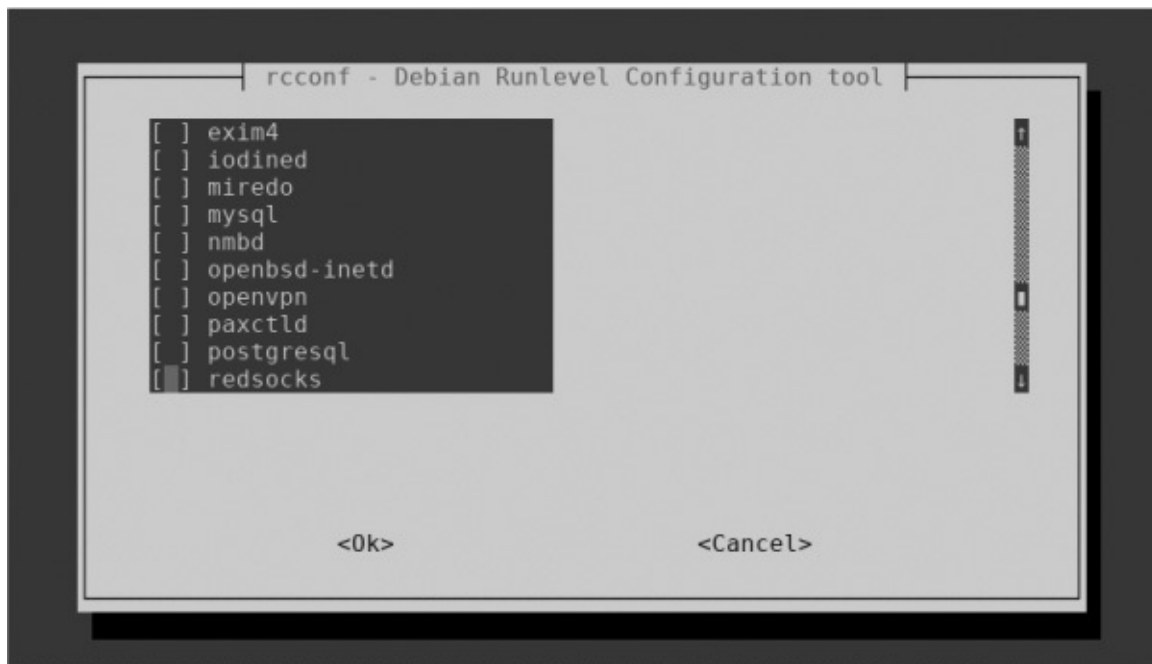 rcconf - Debian Runlevel Configuration tool
[ ] exim4
[ ] iodined
[ ] miredo
[ ] mysql
[ ] nmbd
[ ] openbsd-inetd
[ ] openvpn
[ ] paxctld
[ ] postgresql
[ ] redsocks
<Ok> <Cancel>